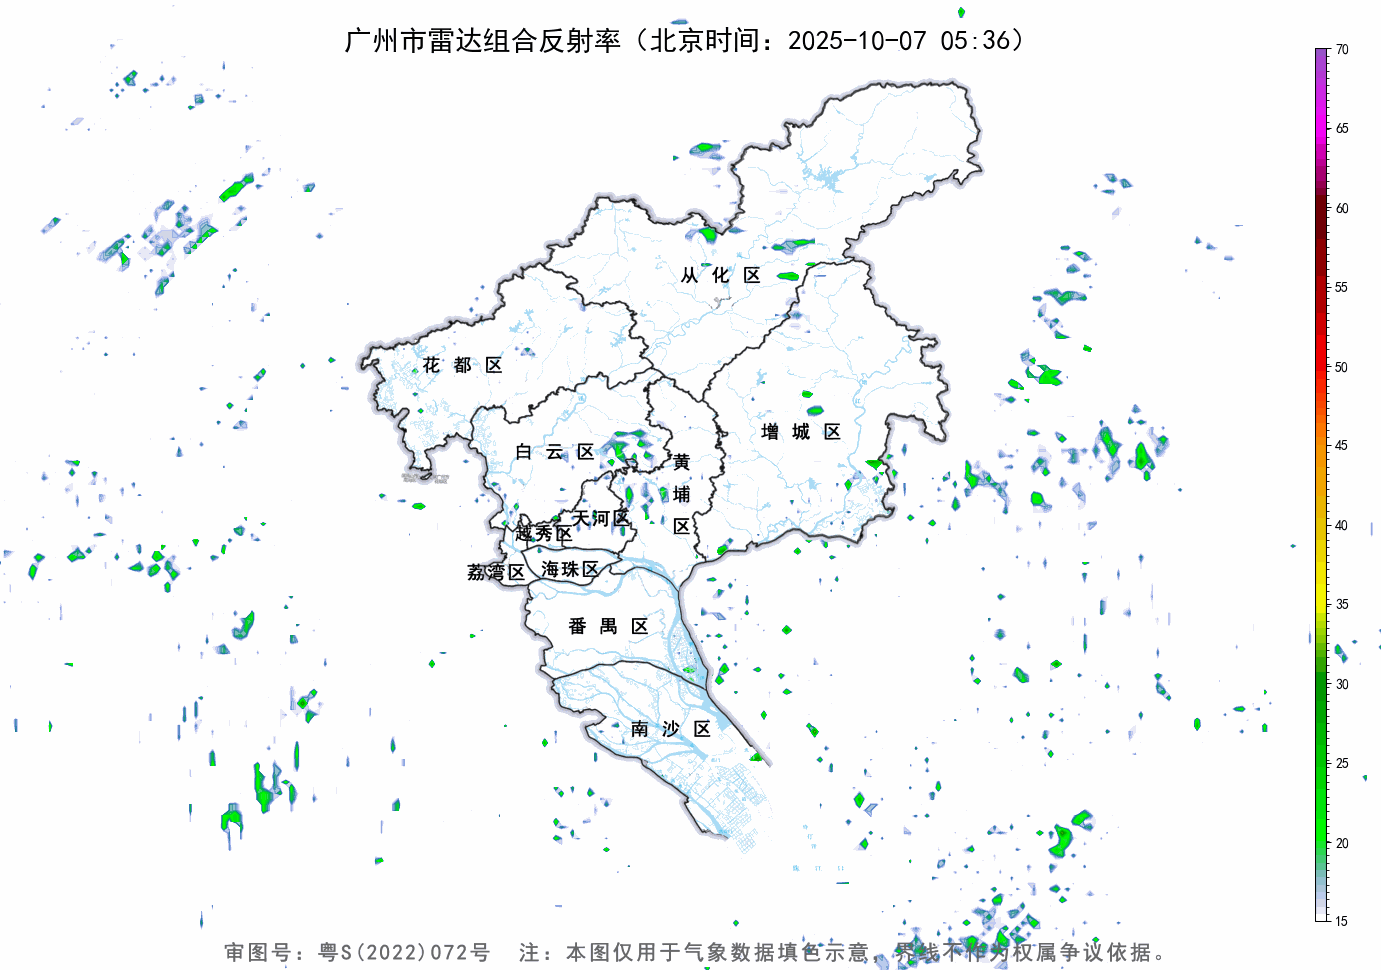 广州市雷达组合反射率（北京时间：2025-10-07 05:36）
70
65
60
55
50
45
40
35
30
25
20
15
从化区
花都区
增城区
白云区
黄埔区
天河区
越秀区
海珠区
荔湾区
番禺区
南沙区
审图号：粤S(2022)072号 注：本图仅用于气象数据填色示意，界线不作为权属争议依据。